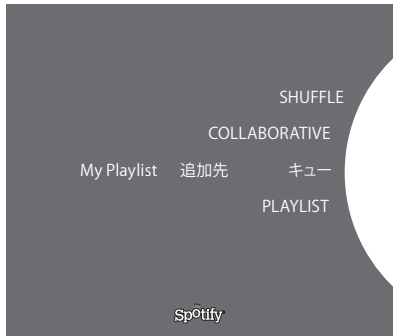 SHUFFLE
COLLABORATIVE
My Playlist 追加先 キュー
PLAYLIST
Spotify